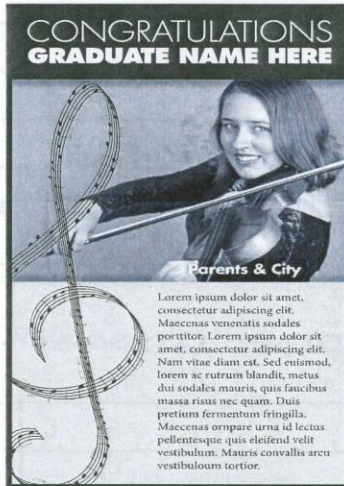 CONGRATULATIONS
GRADUATE NAME HERE
Parents & City
Lorem ipsum dolor sit amet,
consectetur adipiscing elit.
Maecenas venenatis sodales
porttitor. Lorem ipsum dolor sit
amet, consectetur adipiscing elit.
Nam vitae diam est. Sed euismod,
lorem ac rutrum blandit, metus
dui sodales mauris, quis faucibus
massa risus nec quam. Duis
pretium fermentum fringilla.
Maecenas ornpare urna id lectus
pellentesque quis eleifend velit
vestibulum. Mauris convallis arcu
vestibuloum tortior.